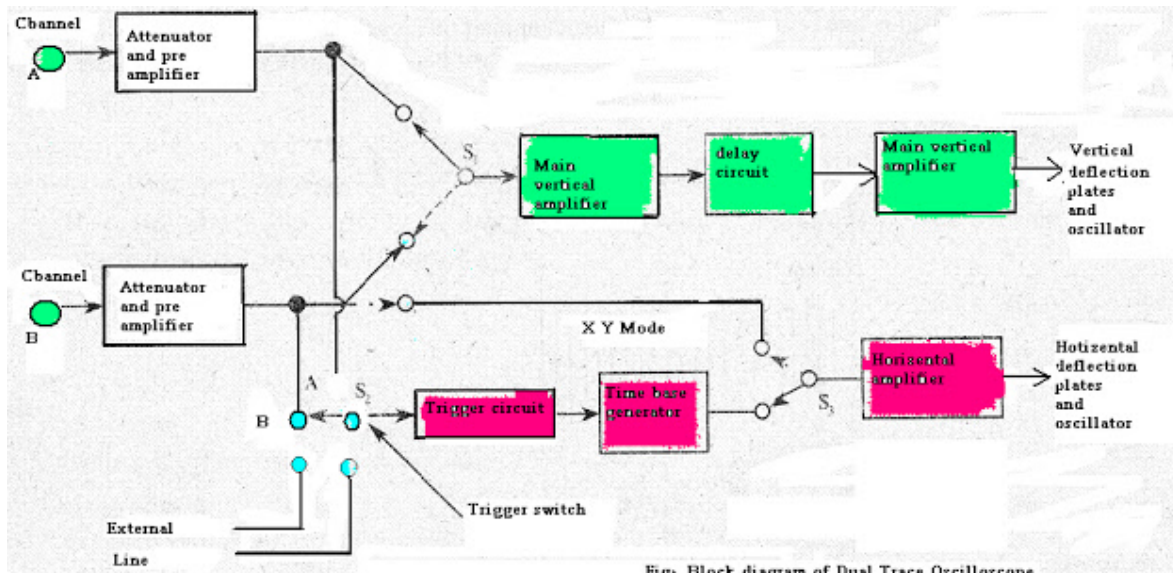 Cbannel
A
Attenuator
and pre
amplifier
S1
Main
vertical
amplifier
delay
circuit
Main vertical
amplifier
Vertical
deflection
plates
and
oscillator
Cbannel
B
Attenuator
and pre
amplifier
X Y Mode
A
S2
B
Trigger circuit
Time base
generator
S3
Horisental
amplifier
Hotizental
deflection
plates
and
oscillator
Trigger switch
External
Line
Fig: Block diagram of Dual Trace Oscilloscope